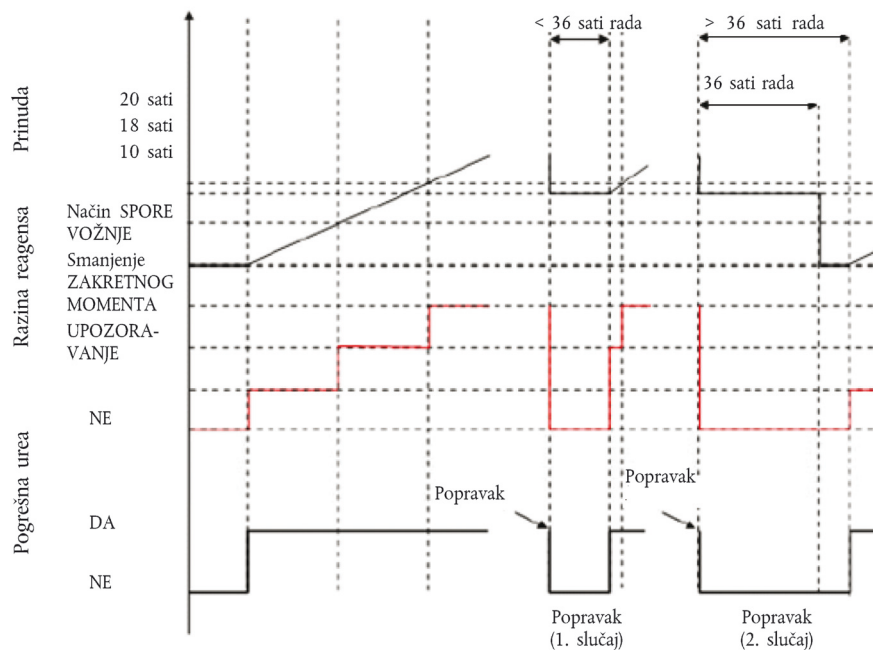 < 36 sati rada
> 36 sati rada
36 sati rada
Prinuda
20 sati
18 sati
10 sati
Razina reagensa
Način SPORE
VOŽNJE
Smanjenje
ZAKRETNOG
MOMENTA
UPOZORA-
VANJE
NE
Pogrešna urea
DA
NE
Popravak
Popravak
Popravak
(1. slučaj)
Popravak
(2. slučaj)